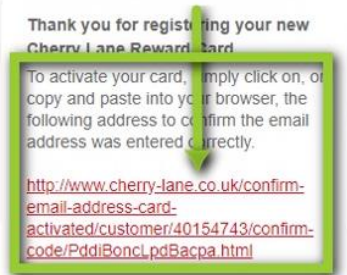 Thank you for registering your new
Cherry Lane Reward Card
To activate your card, simply click on, or
copy and paste into your browser, the
following address to confirm the email
address was entered correctly.
http://www.cherry-lane.co.uk/confirm-
email-address-card-
activated/customer/40154743/confirm-
code/PddiBoncLpdBacpa.html